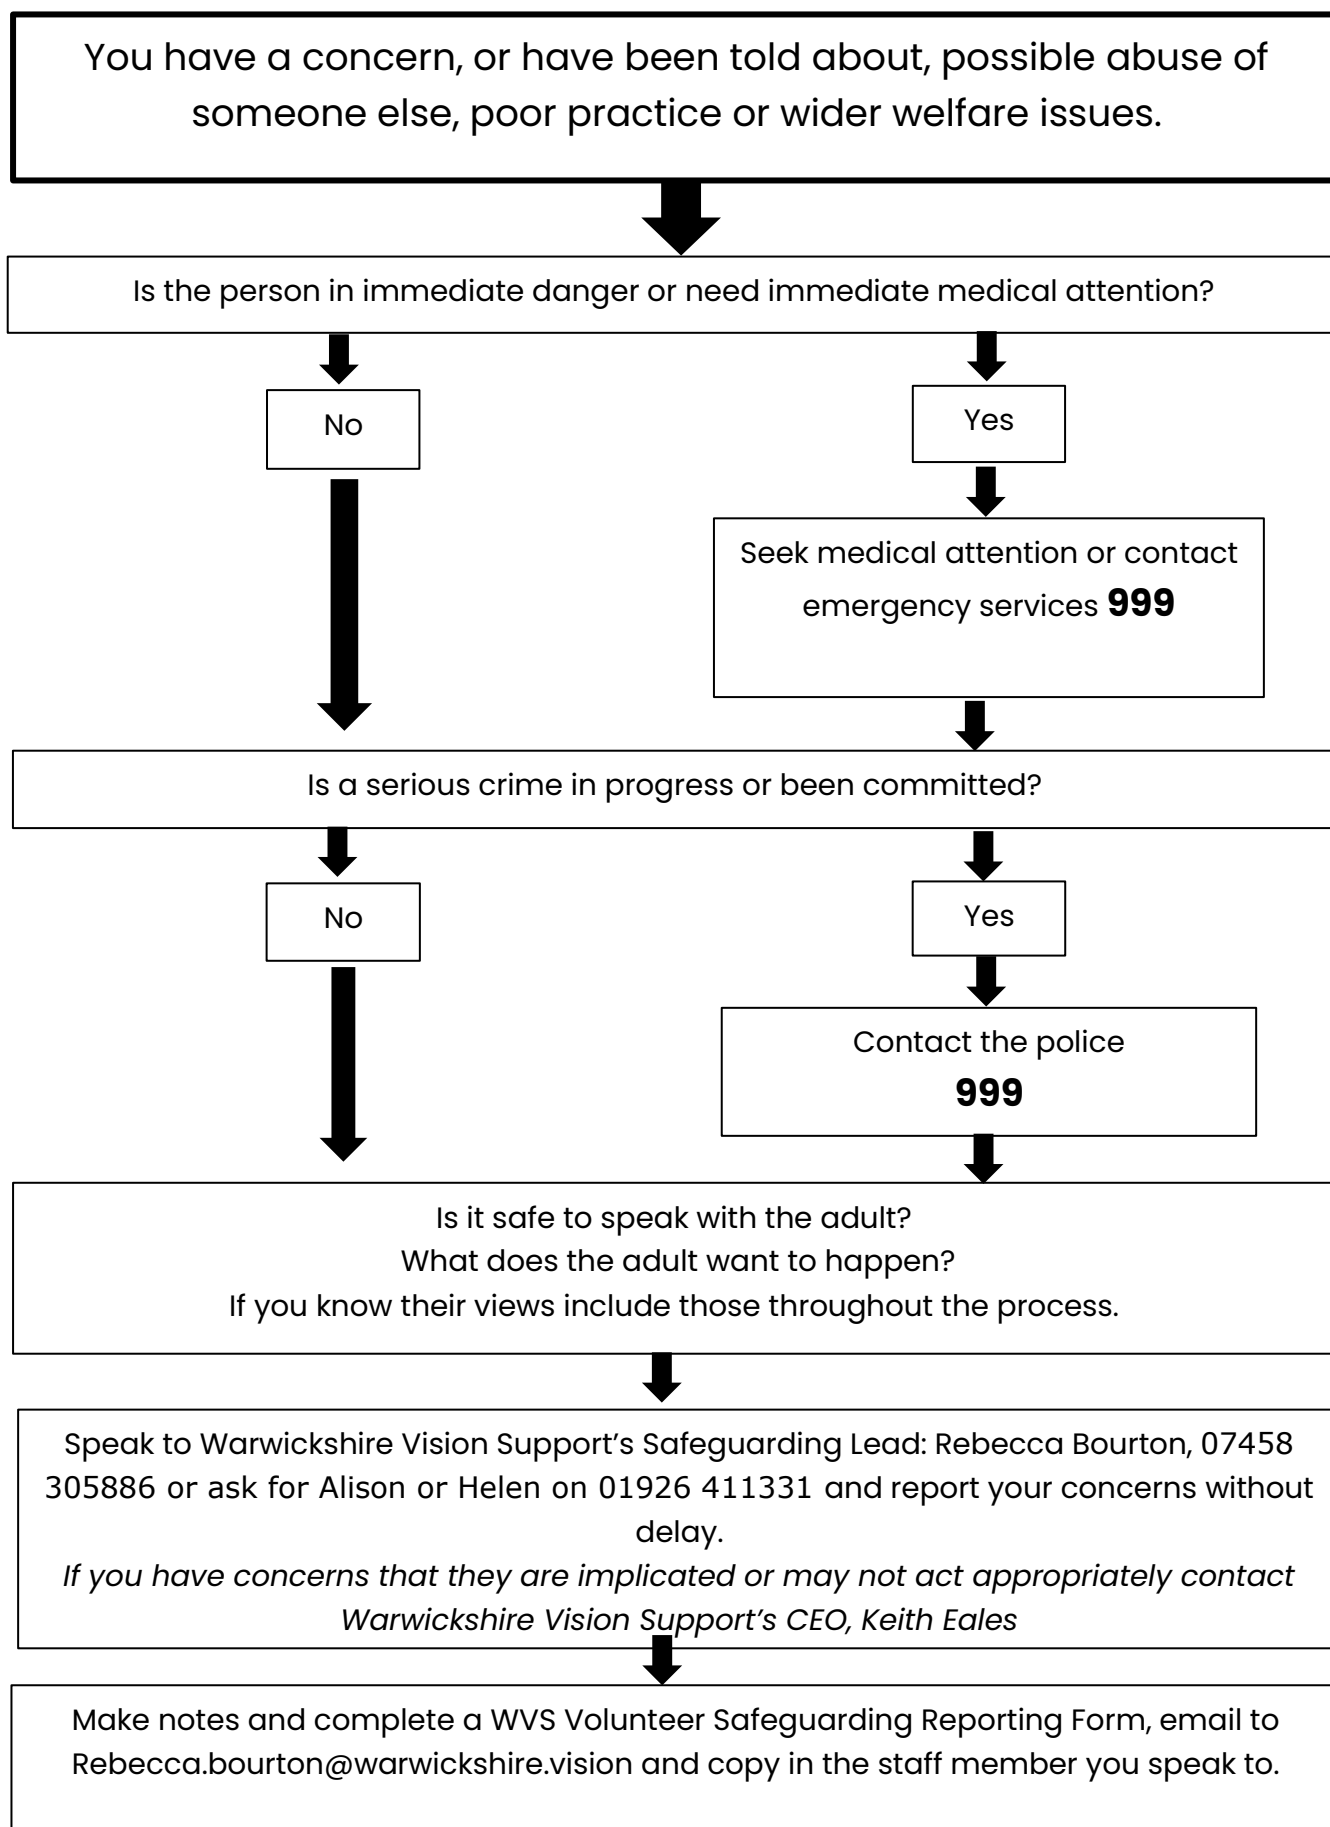 You have a concern, or have been told about, possible abuse of
someone else, poor practice or wider welfare issues.
Is the person in immediate danger or need immediate medical attention?
No
Yes
Seek medical attention or contact
emergency services 999
Is a serious crime in progress or been committed?
No
Yes
Contact the police
999
Is it safe to speak with the adult?
What does the adult want to happen?
If you know their views include those throughout the process.
Speak to Warwickshire Vision Support's Safeguarding Lead: Rebecca Bourton, 07458
305886 or ask for Alison or Helen on 01926 411331 and report your concerns without
delay.
If you have concerns that they are implicated or may not act appropriately contact
Warwickshire Vision Support's CEO, Keith Eales
Make notes and complete a WVS Volunteer Safeguarding Reporting Form, email to
Rebecca.bourton@warwickshire.vision and copy in the staff member you speak to.